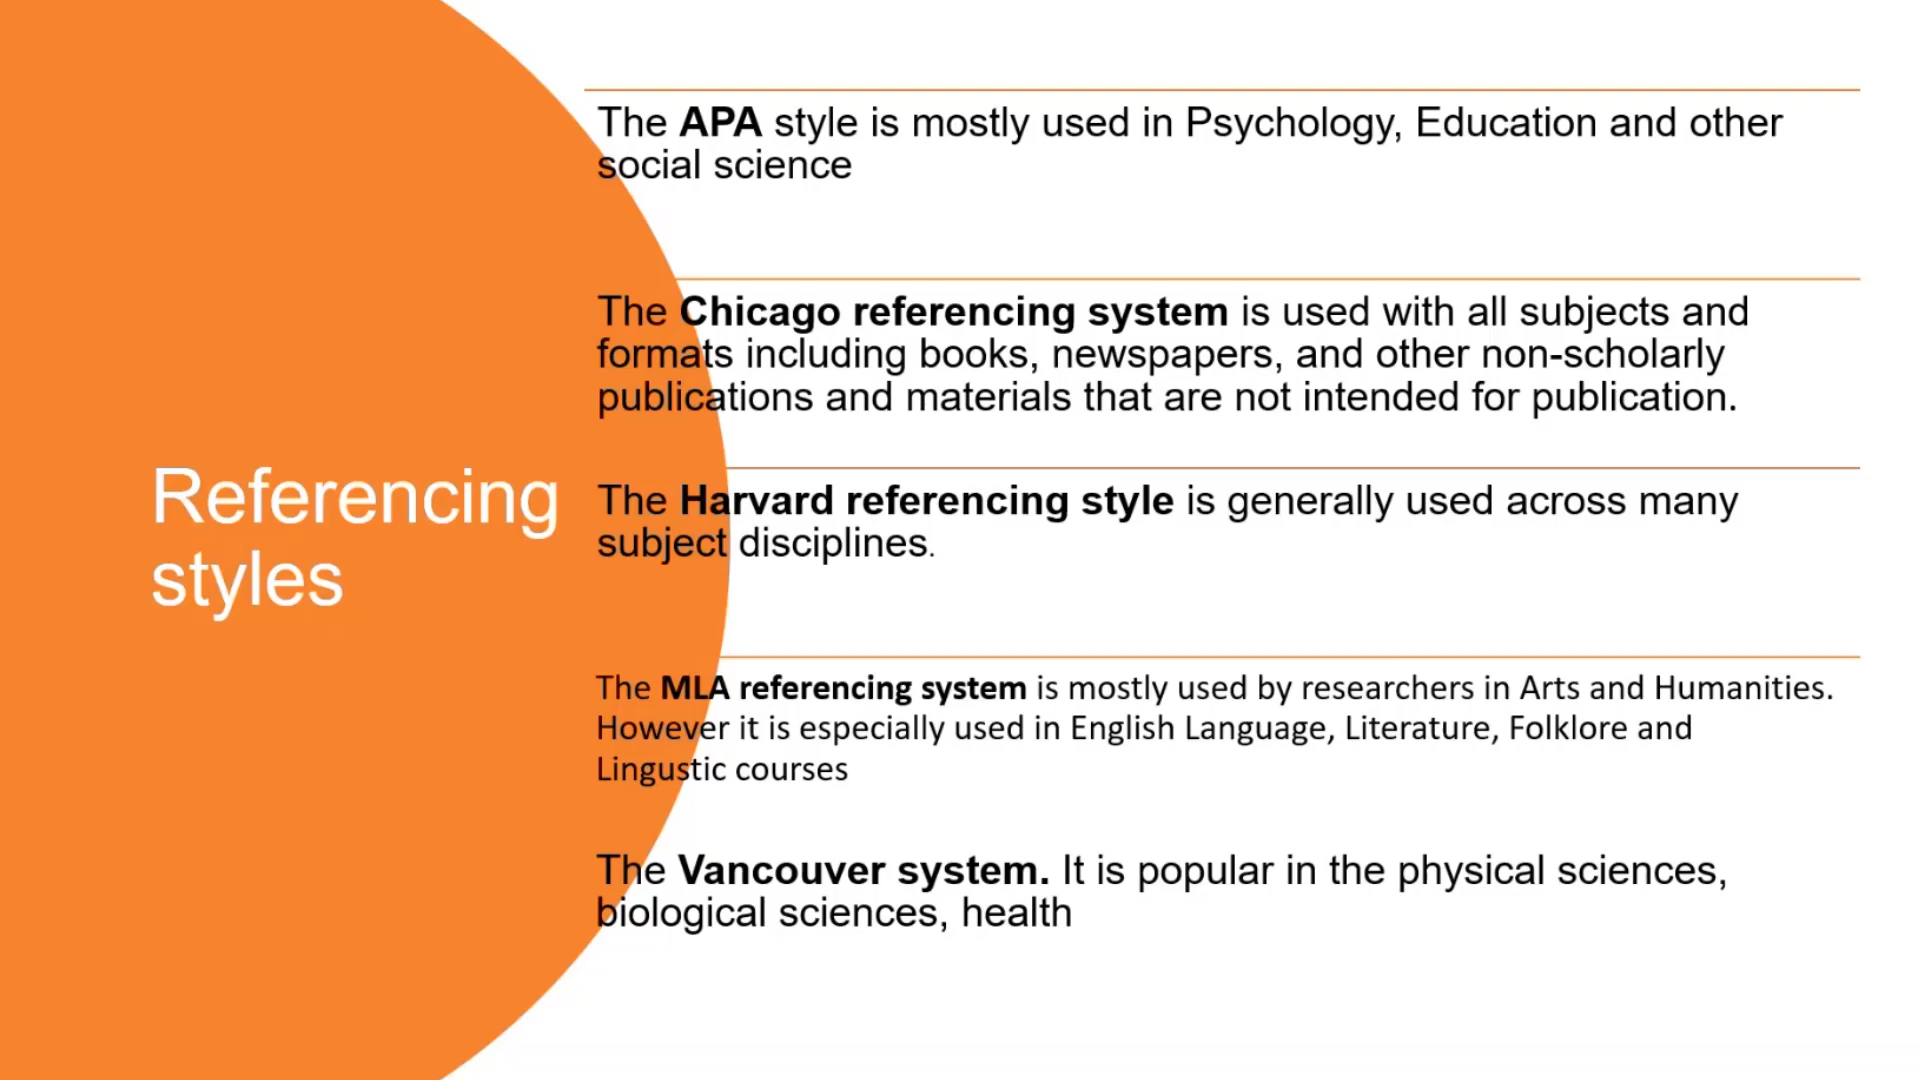 Referencing
styles
The APA style is mostly used in Psychology, Education and other
social science
The Chicago referencing system is used with all subjects and
formats including books, newspapers, and other non-scholarly
publications and materials that are not intended for publication.
The Harvard referencing style is generally used across many
subject disciplines.
The MLA referencing system is mostly used by researchers in Arts and Humanities.
However it is especially used in English Language, Literature, Folklore and
Lingustic courses
The Vancouver system. It is popular in the physical sciences,
biological sciences, health